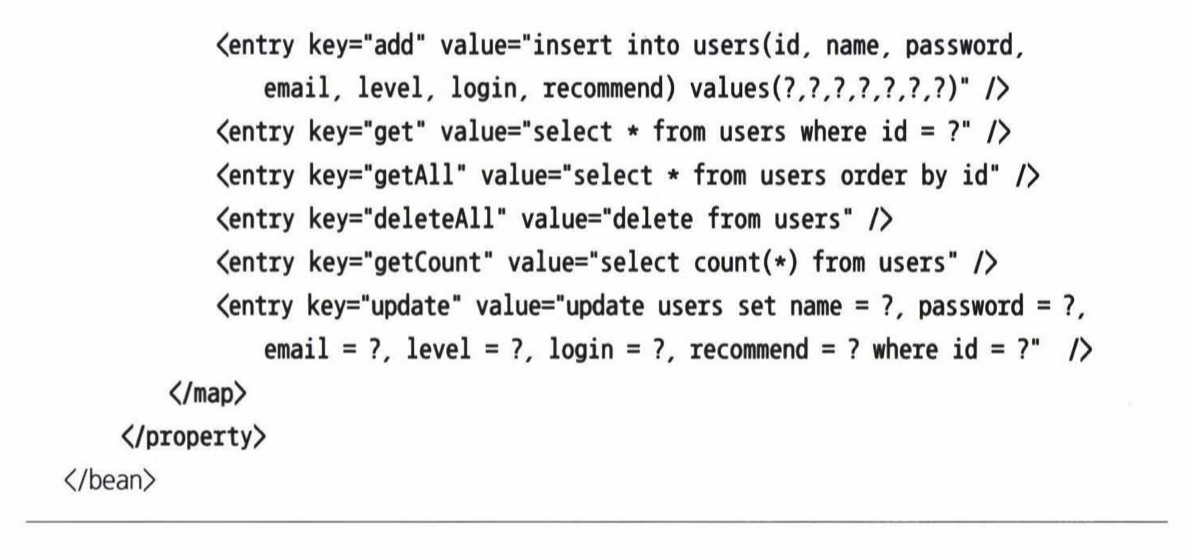 <entry key="add" value="insert into users(id, name, password,
email, level, login, recommend) values(?,?,?,?,?,?,?)" />
<entry key="get" value="select * from users where id = ?" />
<entry key="getAll" value="select * from users order by id" />
<entry key="deleteAll" value="delete from users" />
<entry key="getCount" value="select count(*) from users" />
<entry key="update" value="update users set name = ?, password = ?,
email = ?, level = ?, login = ?, recommend = ? where id = ?" />
</map>
</property>
</bean>